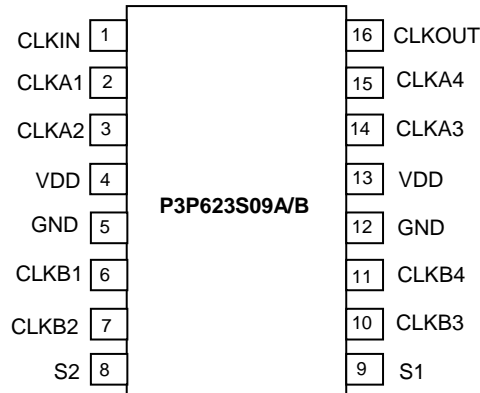 CLKIN 1 16 CLKOUT
CLKA1 2 15 CLKA4
CLKA2 3 14 CLKA3
VDD 4 13 VDD
P3P623S09A/B
GND 5 12 GND
CLKB1 6 11 CLKB4
CLKB2 7 10 CLKB3
S2 8 9 S1